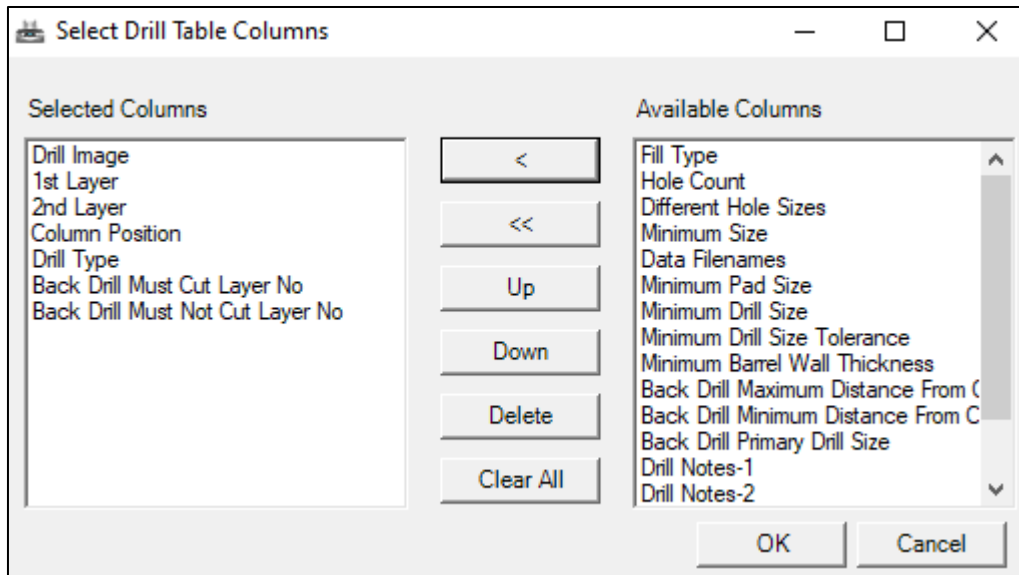 Select Drill Table Columns
Selected Columns
Drill Image
1st Layer
2nd Layer
Column Position
Drill Type
Back Drill Must Cut Layer No
Back Drill Must Not Cut Layer No
<
<<
Up
Down
Delete
Clear All
Available Columns
Fill Type
Hole Count
Different Hole Sizes
Minimum Size
Data Filenames
Minimum Pad Size
Minimum Drill Size
Minimum Drill Size Tolerance
Minimum Barrel Wall Thickness
Back Drill Maximum Distance From
Back Drill Minimum Distance From
Back Drill Primary Drill Size
Drill Notes-1
Drill Notes-2
OK
Cancel